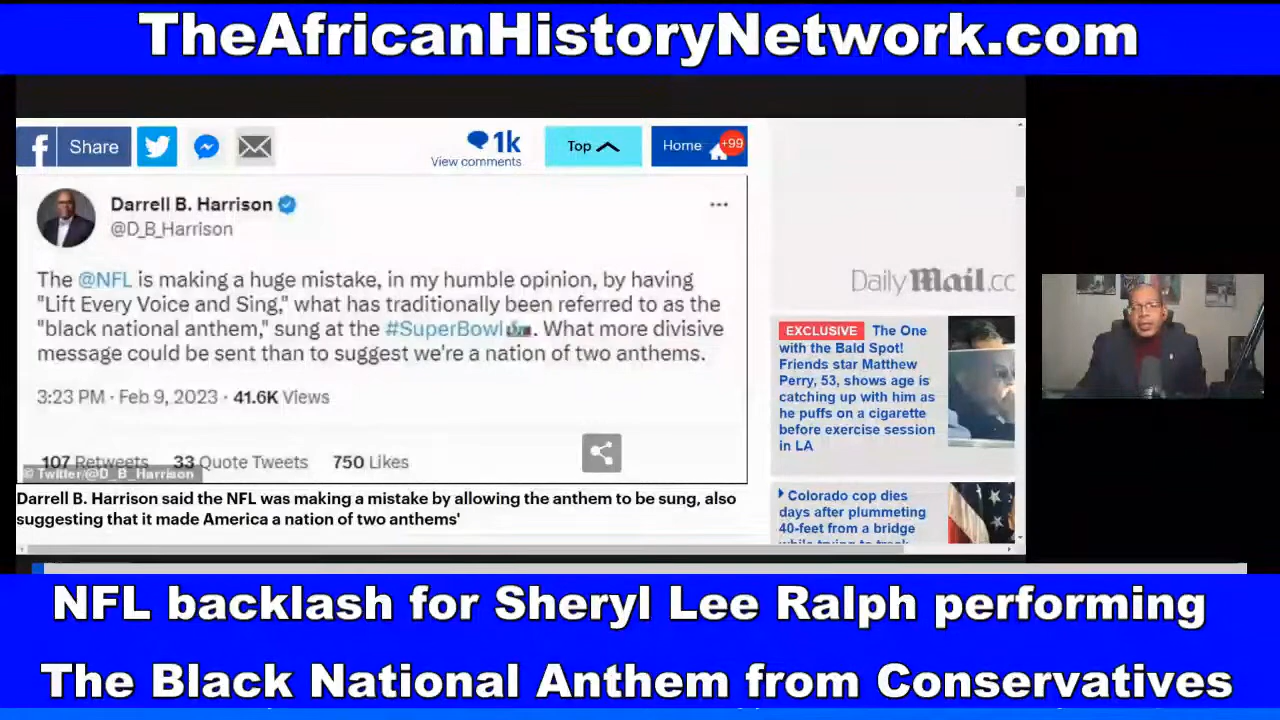 TheAfricanHistoryNetwork.com
Share
1k
View comments
Top
Home
+99
Darrell B. Harrison
@D_B_Harrison
The @NFL is making a huge mistake, in my humble opinion, by having
"Lift Every Voice and Sing," what has traditionally been referred to as the
"black national anthem," sung at the #SuperBowl. What more divisive
message could be sent than to suggest we're a nation of two anthems.
3:23 PM · Feb 9, 2023 · 41.6K Views
107 Retweets 33 Quote Tweets 750 Likes
© Twitter/@D_B_Harrison
Darrell B. Harrison said the NFL was making a mistake by allowing the anthem to be sung, also
suggesting that it made America a nation of two anthems'
Daily Mail.co
EXCLUSIVE The One
with the Bald Spot!
Friends star Matthew
Perry, 53, shows age is
catching up with him as
he puffs on a cigarette
before exercise session
in LA
Colorado cop dies
days after plummeting
40-feet from a bridge
while trying to
NFL backlash for Sheryl Lee Ralph performing
The Black National Anthem from Conservatives